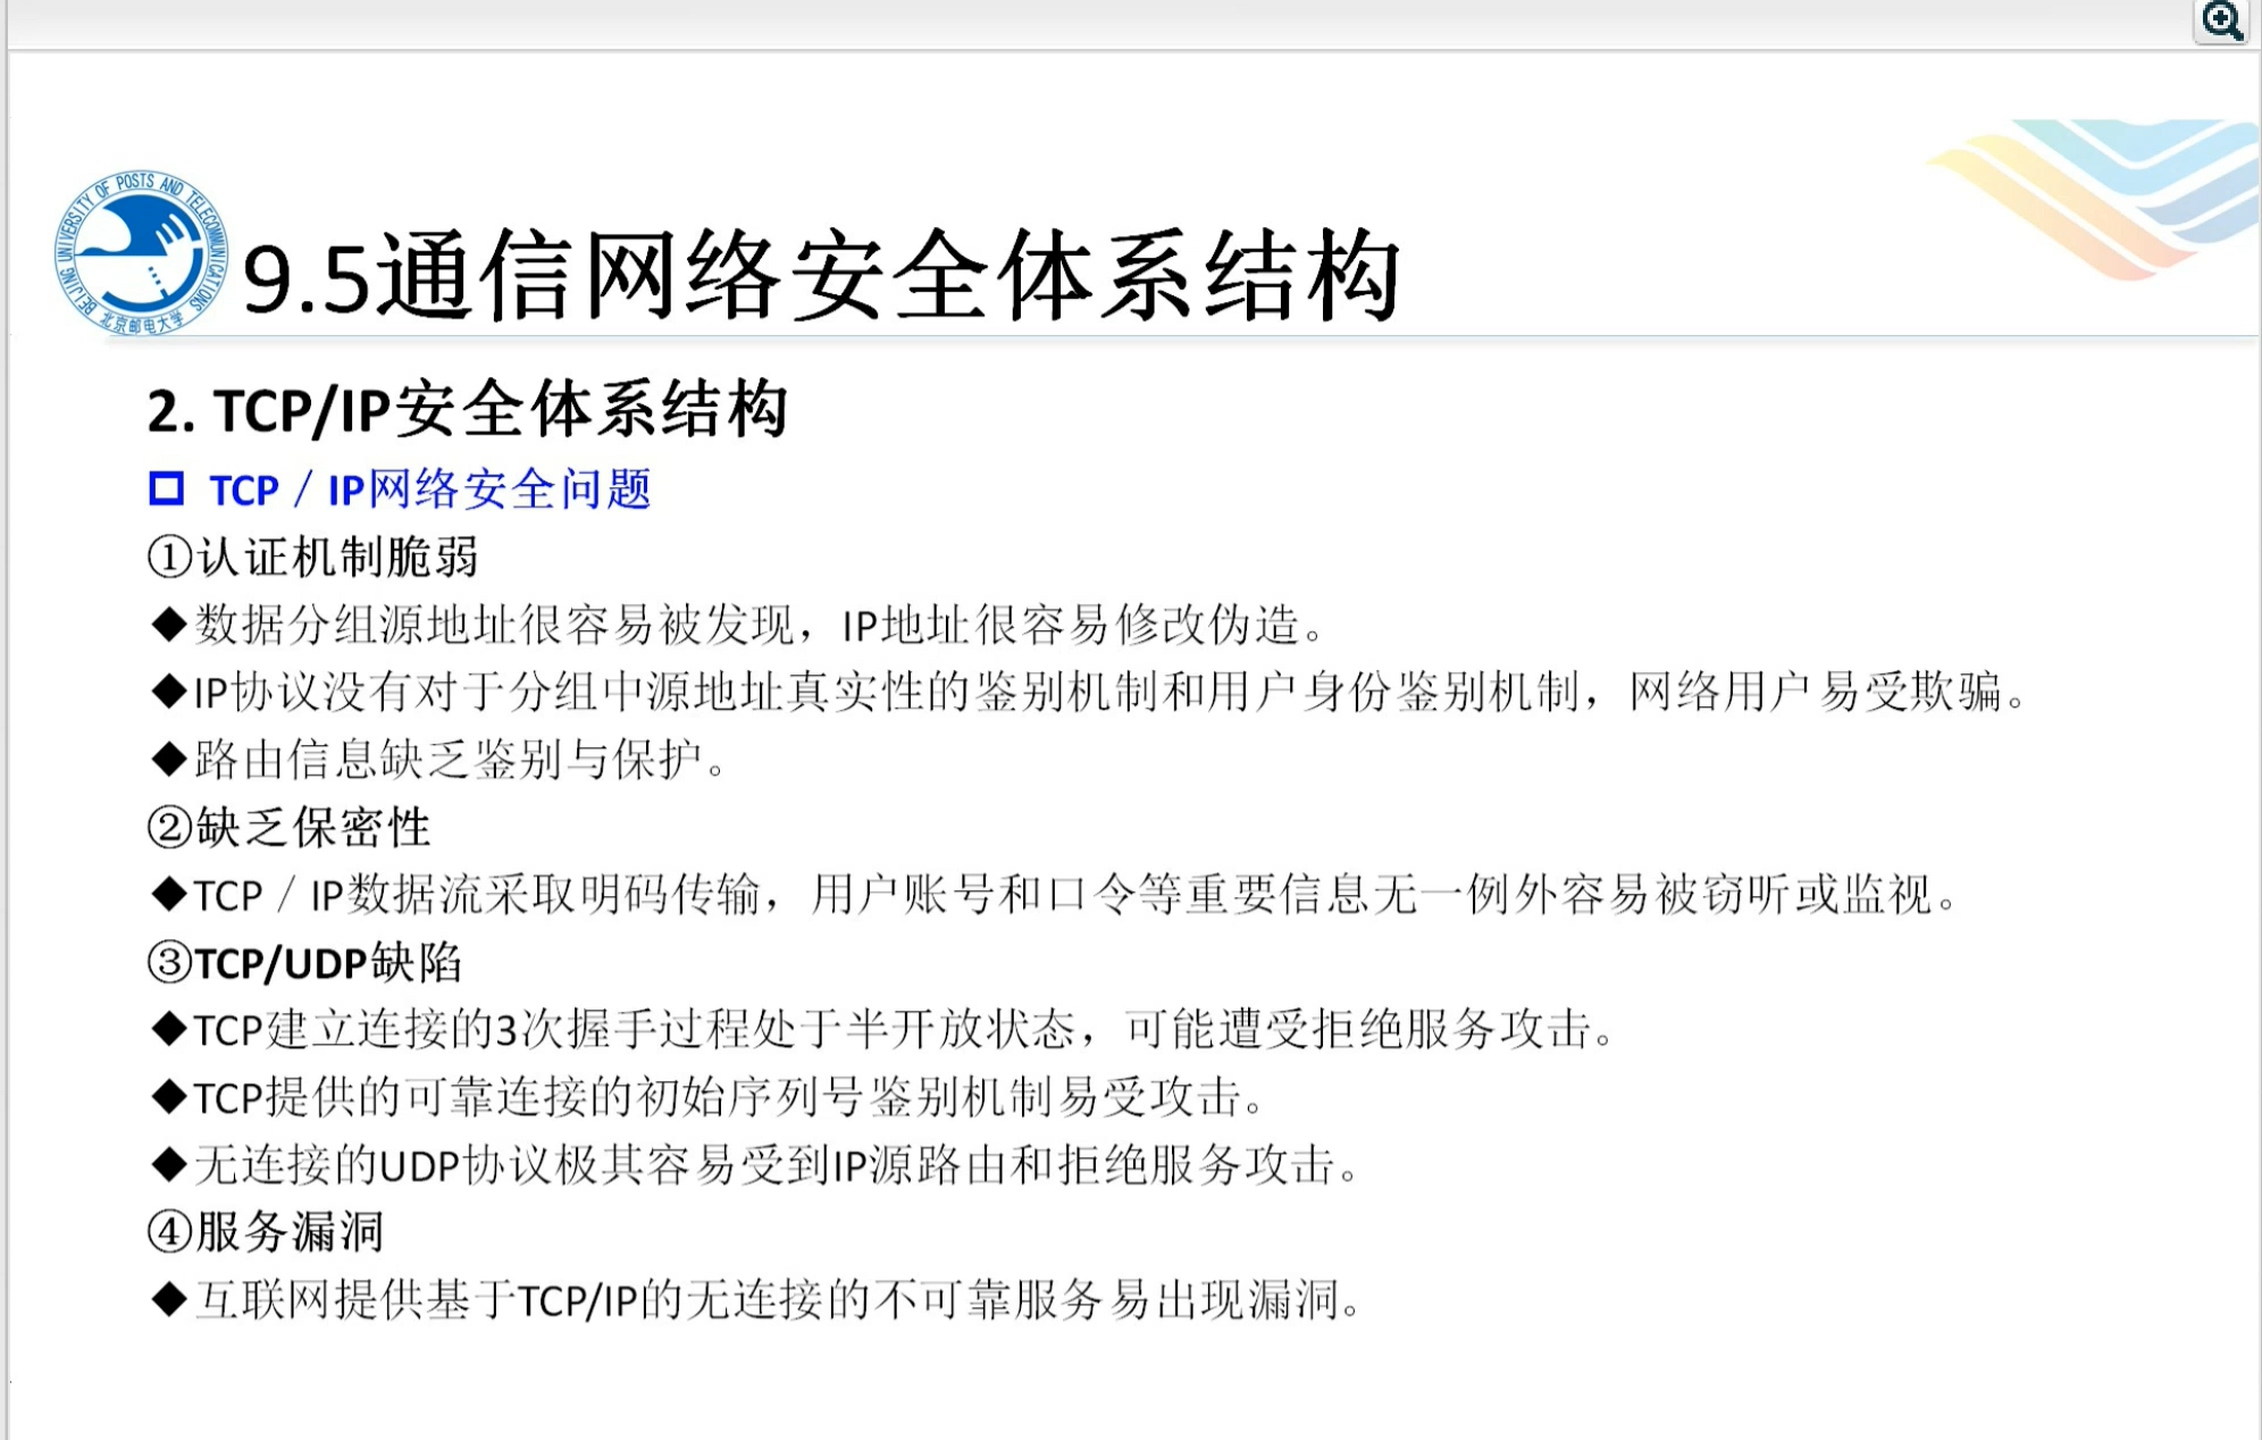 BEIJING UNIVERSITY OF POSTS AND TELECOMMUNICATIONS
北京邮电大学
9.5通信网络安全体系结构
2. TCP/IP安全体系结构
TCP / IP网络安全问题
①认证机制脆弱
◆数据分组源地址很容易被发现，IP地址很容易修改伪造。
◆IP协议没有对于分组中源地址真实性的鉴别机制和用户身份鉴别机制，网络用户易受欺骗。
◆路由信息缺乏鉴别与保护。
②缺乏保密性
◆TCP / IP数据流采取明码传输，用户账号和口令等重要信息无一例外容易被窃听或监视。
③TCP/UDP缺陷
◆TCP建立连接的3次握手过程处于半开放状态，可能遭受拒绝服务攻击。
◆TCP提供的可靠连接的初始序列号鉴别机制易受攻击。
◆无连接的UDP协议极其容易受到IP源路由和拒绝服务攻击。
④服务漏洞
◆互联网提供基于TCP/IP的无连接的不可靠服务易出现漏洞。